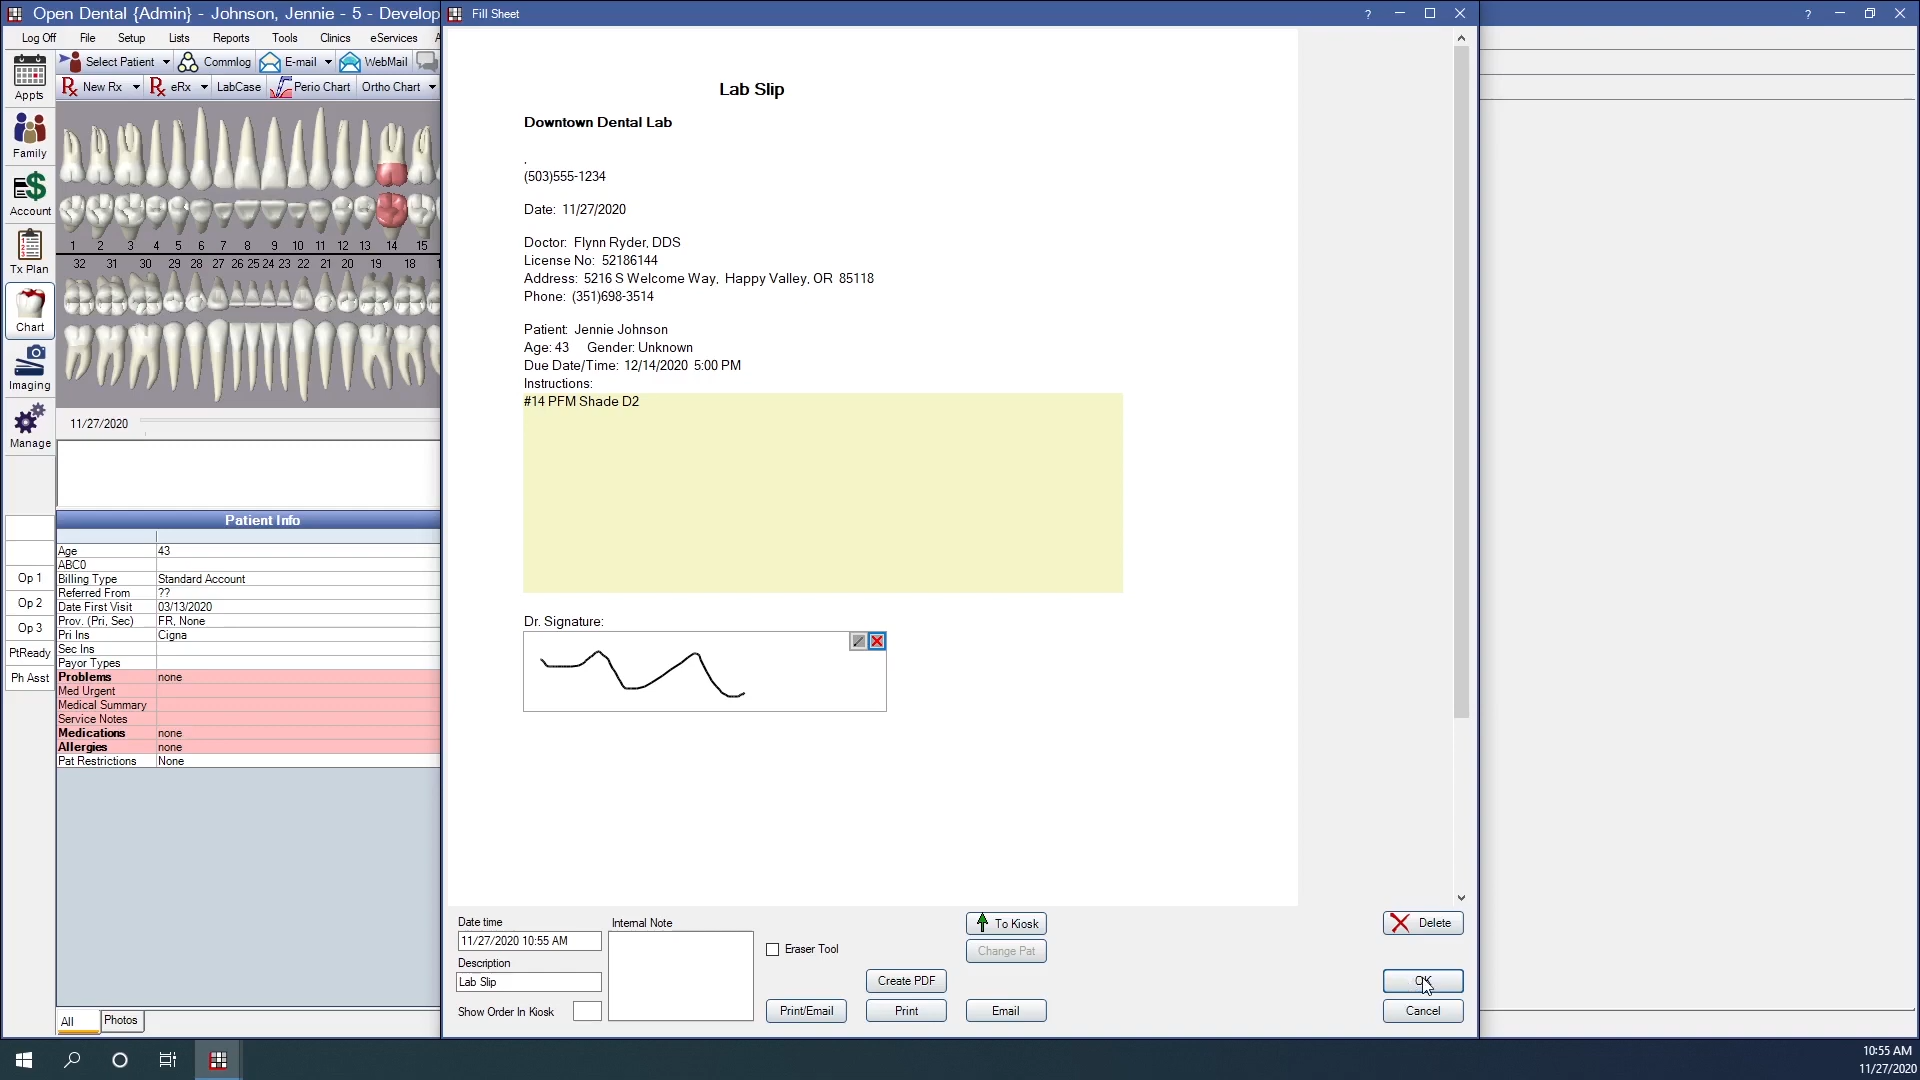 Open Dental {Admin} - Johnson, Jennie - 5 - Develop
Fill Sheet
?
?
Log Off File Setup Lists Reports Tools Clinics eServices
Select Patient Commlog E-mail WebMail
New Rx eRx LabCase Perio Chart Ortho Chart
Appts
Family
Account
Tx Plan
Chart
Imaging
Manage
1 2 3 4 5 6 7 8 9 10 11 12 13 14 15
32 31 30 29 28 27 26 25 24 23 22 21 20 19 18
11/27/2020
Op 1
Op 2
Op 3
PtReady
Ph Asst
Patient Info
Age 43
ABC0
Billing Type Standard Account
Referred From ??
Date First Visit 03/13/2020
Prov. (Pri, Sec) FR, None
Pri Ins Cigna
Sec Ins
Payor Types
Problems none
Med Urgent
Medical Summary
Service Notes
Medications none
Allergies none
Pat Restrictions None
All Photos
Lab Slip
Downtown Dental Lab
.
(503)555-1234
Date: 11/27/2020
Doctor: Flynn Ryder, DDS
License No: 52186144
Address: 5216 S Welcome Way, Happy Valley, OR 85118
Phone: (351)698-3514
Patient: Jennie Johnson
Age: 43 Gender: Unknown
Due Date/Time: 12/14/2020 5:00 PM
Instructions:
#14 PFM Shade D2
Dr. Signature:
Date time
11/27/2020 10:55 AM
Description
Lab Slip
Show Order In Kiosk
Internal Note
Eraser Tool
To Kiosk
Change Pat
Create PDF
Print/Email
Print
Email
Delete
OK
Cancel
10:55 AM
11/27/2020